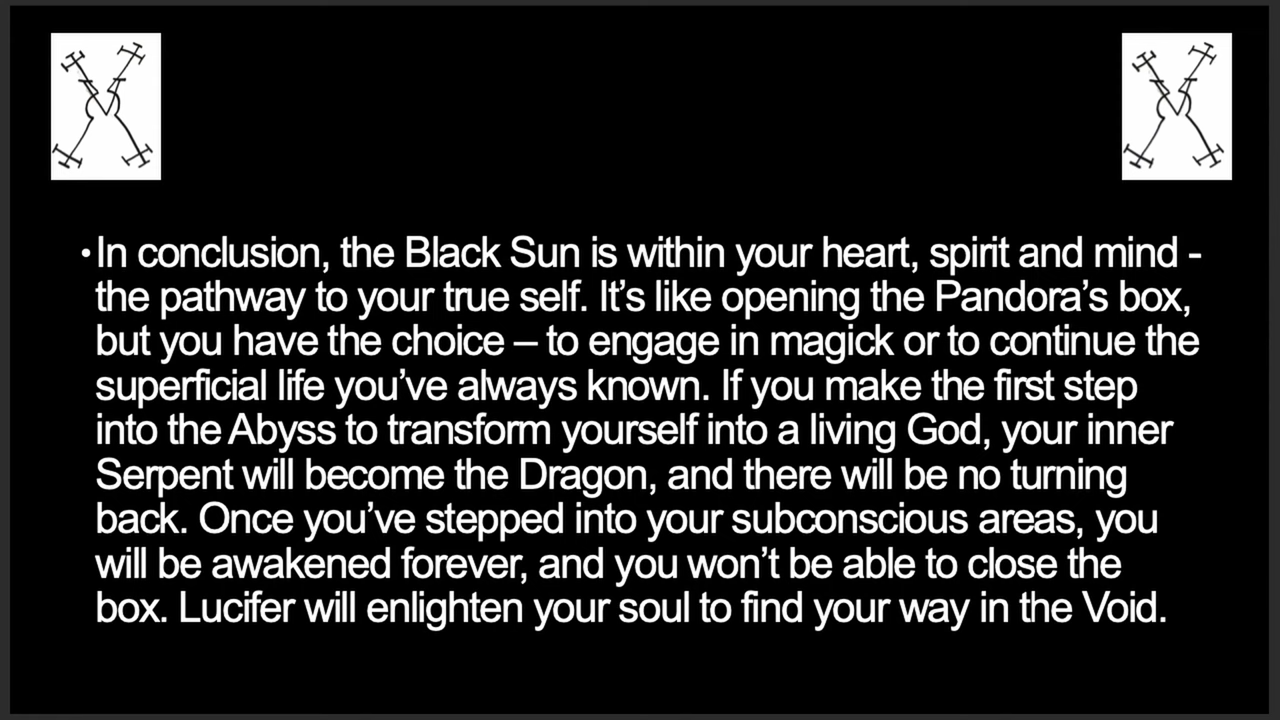 • In conclusion, the Black Sun is within your heart, spirit and mind -
the pathway to your true self. It’s like opening the Pandora’s box,
but you have the choice – to engage in magick or to continue the
superficial life you’ve always known. If you make the first step
into the Abyss to transform yourself into a living God, your inner
Serpent will become the Dragon, and there will be no turning
back. Once you’ve stepped into your subconscious areas, you
will be awakened forever, and you won’t be able to close the
box. Lucifer will enlighten your soul to find your way in the Void.